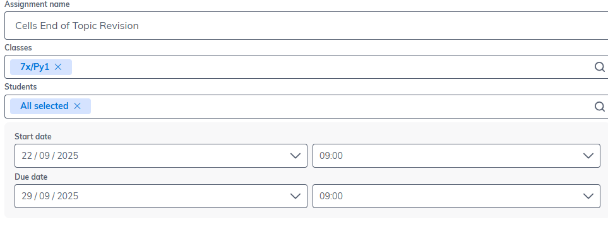 Assignment name
Cells End of Topic Revision
Classes
7x/Py1 ×
Students
All selected ×
Start date
22 / 09 / 2025 09:00
Due date
29 / 09 / 2025 09:00